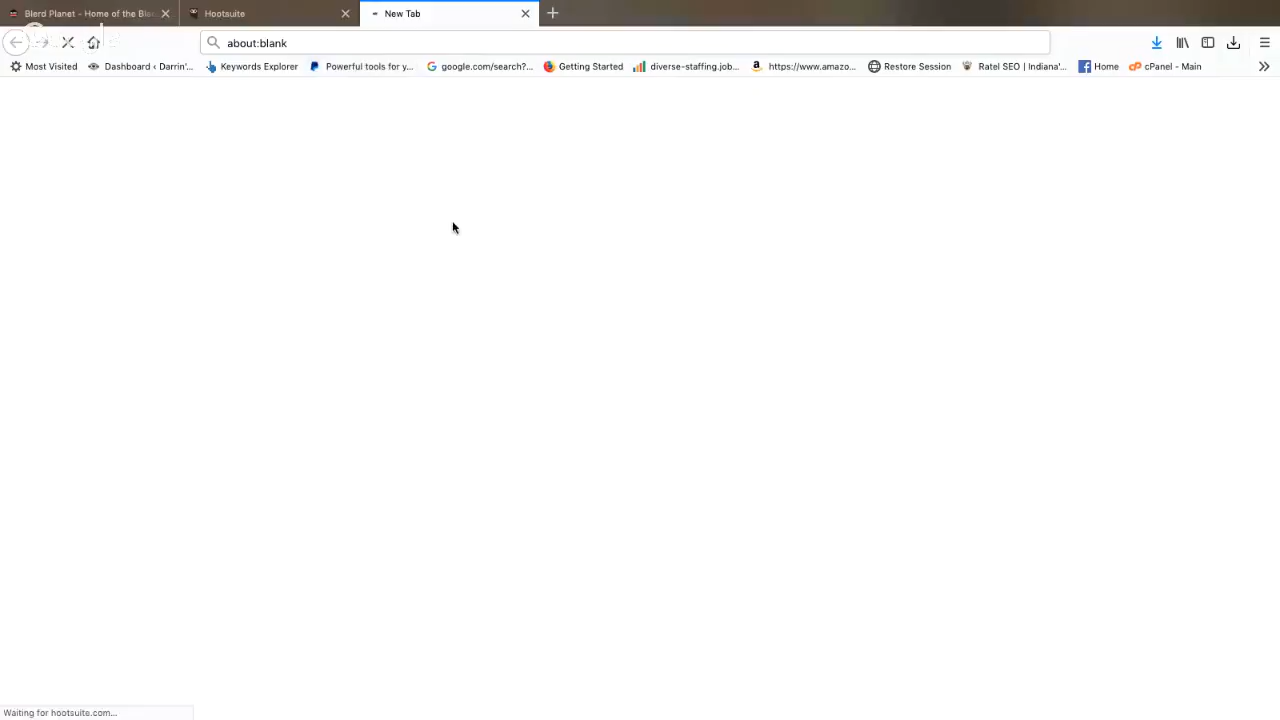 Blerd Planet - Home of the Ble
Hootsuite
New Tab
about:blank
Most Visited
Dashboard ‹ Darrin'...
Keywords Explorer
Powerful tools for y...
google.com/search?...
Getting Started
diverse-staffing.job...
https://www.amazo...
Restore Session
Ratel SEO | Indiana'...
Home
cPanel - Main
Waiting for hootsuite.com...